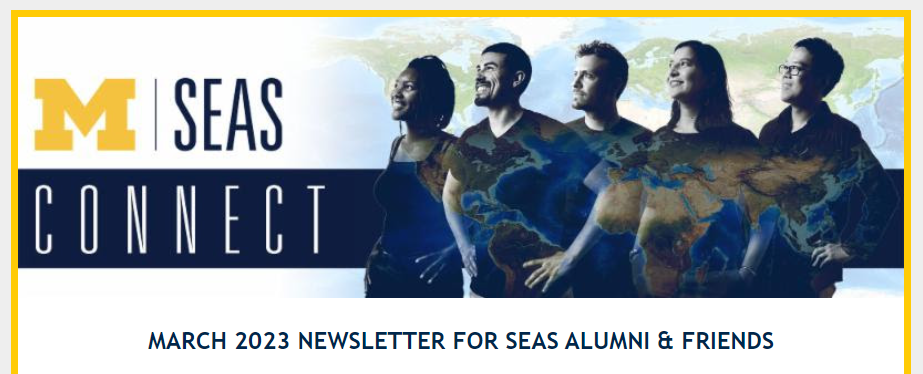 M | SEAS
CONNECT
MARCH 2023 NEWSLETTER FOR SEAS ALUMNI & FRIENDS